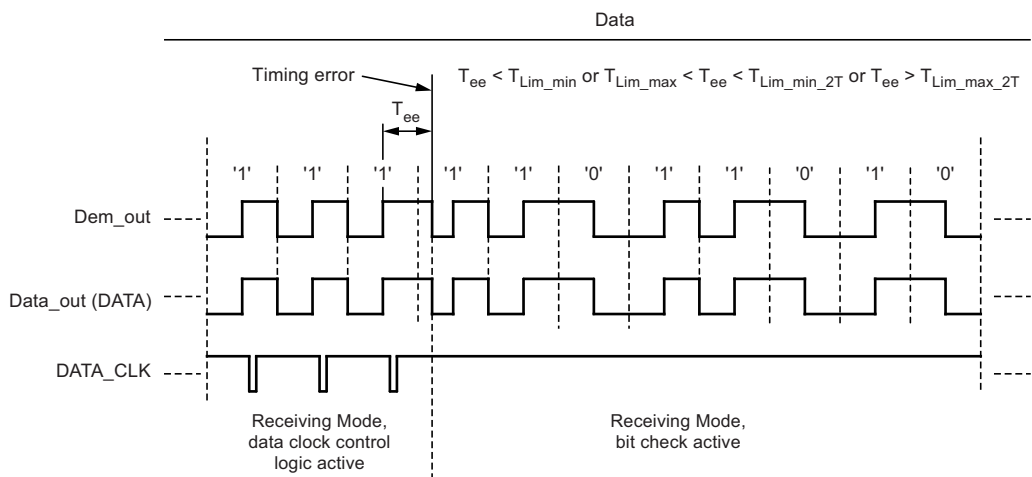 Data
Timing error
T_ee < T_Lim_min or T_Lim_max < T_ee < T_Lim_min_2T or T_ee > T_Lim_max_2T
T_ee
'1' '1' '1' '1' '1' '0' '1' '1' '0' '1' '0'
Dem_out
Data_out (DATA)
DATA_CLK
Receiving Mode,
data clock control
logic active
Receiving Mode,
bit check active